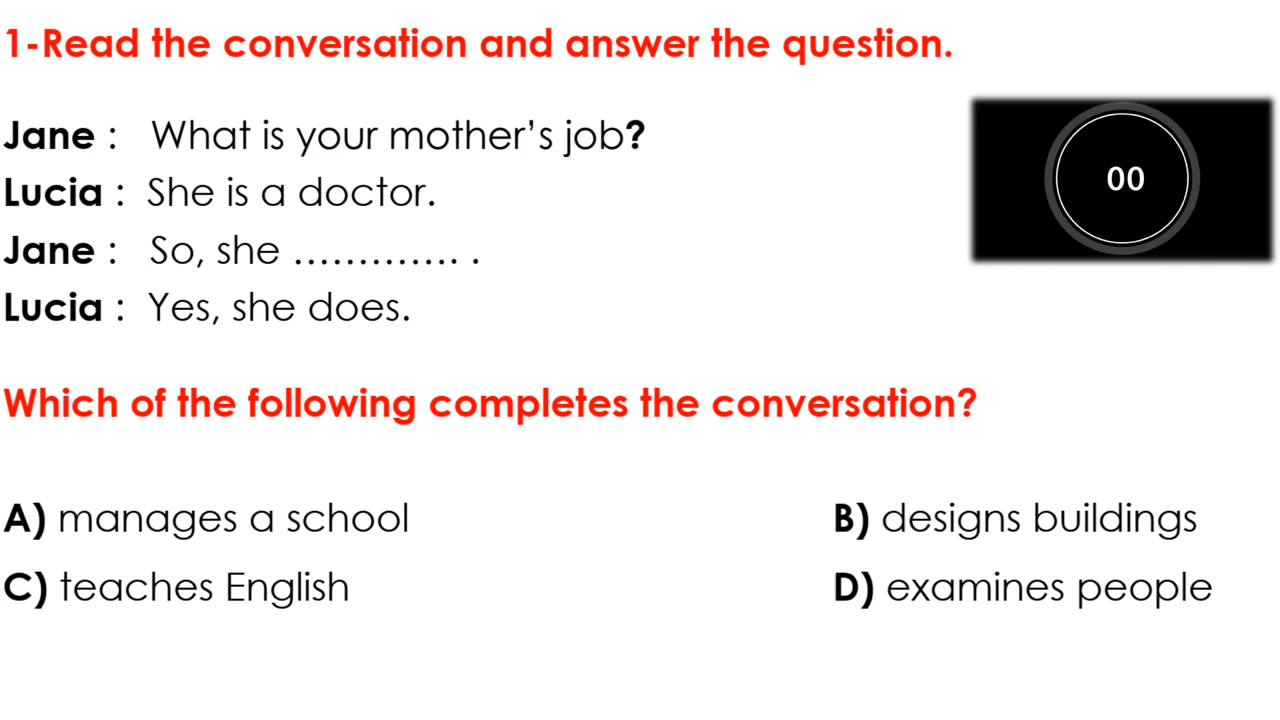 1-Read the conversation and answer the question.
Jane : What is your mother’s job?
00
Lucia : She is a doctor.
Jane : So, she …………. .
Lucia : Yes, she does.
Which of the following completes the conversation?
A) manages a school
B) designs buildings
C) teaches English
D) examines people